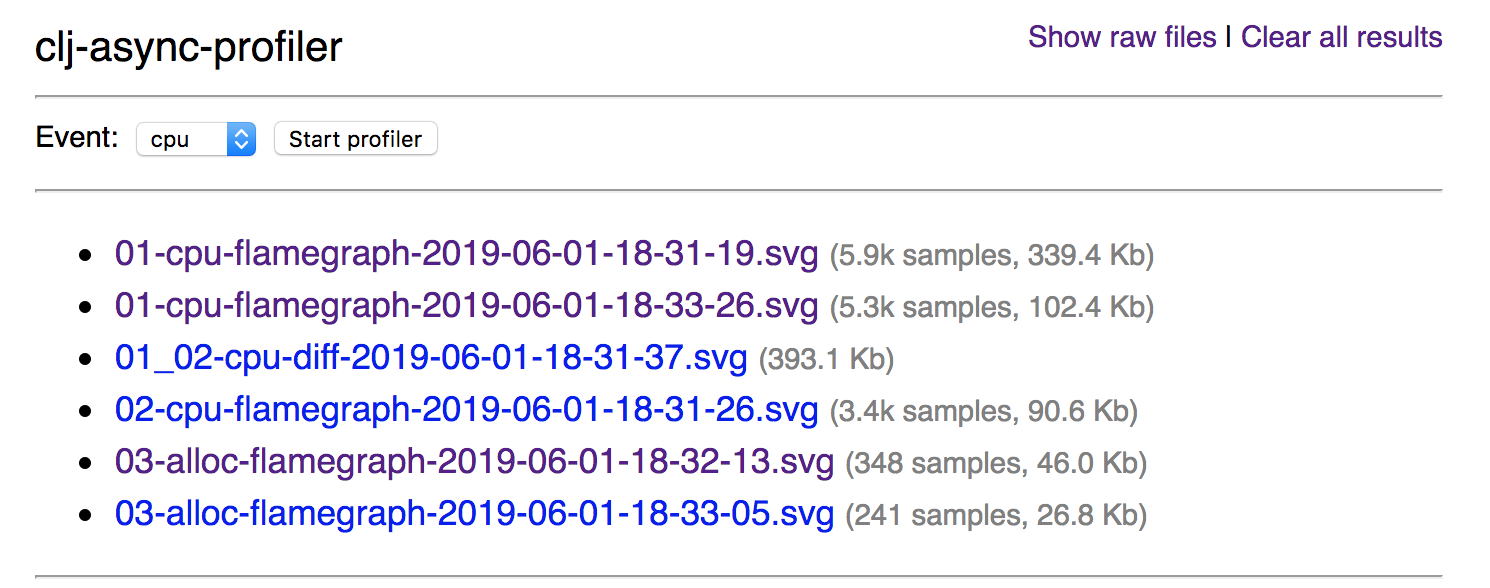 clj-async-profiler
Show raw files | Clear all results
Event: cpu Start profiler
01-cpu-flamegraph-2019-06-01-18-31-19.svg (5.9k samples, 339.4 Kb)
01-cpu-flamegraph-2019-06-01-18-33-26.svg (5.3k samples, 102.4 Kb)
01_02-cpu-diff-2019-06-01-18-31-37.svg (393.1 Kb)
02-cpu-flamegraph-2019-06-01-18-31-26.svg (3.4k samples, 90.6 Kb)
03-alloc-flamegraph-2019-06-01-18-32-13.svg (348 samples, 46.0 Kb)
03-alloc-flamegraph-2019-06-01-18-33-05.svg (241 samples, 26.8 Kb)